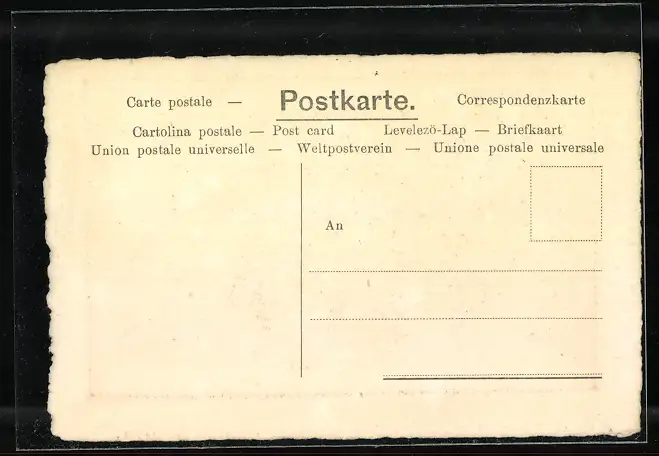 Carte postale — Postkarte. Correspondenzkarte
Cartolina postale — Post card Levelezö-Lap — Briefkaart
Union postale universelle — Weltpostverein — Unione postale universale
An